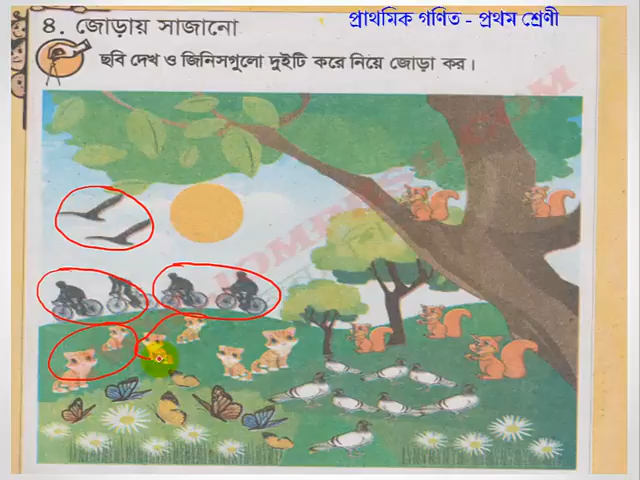 প্রাথমিক গণিত - প্রথম শ্রেণী
৪. জোড়ায় সাজানো
ছবি দেখ ও জিনিসগুলো দুইটি করে নিয়ে জোড়া কর।